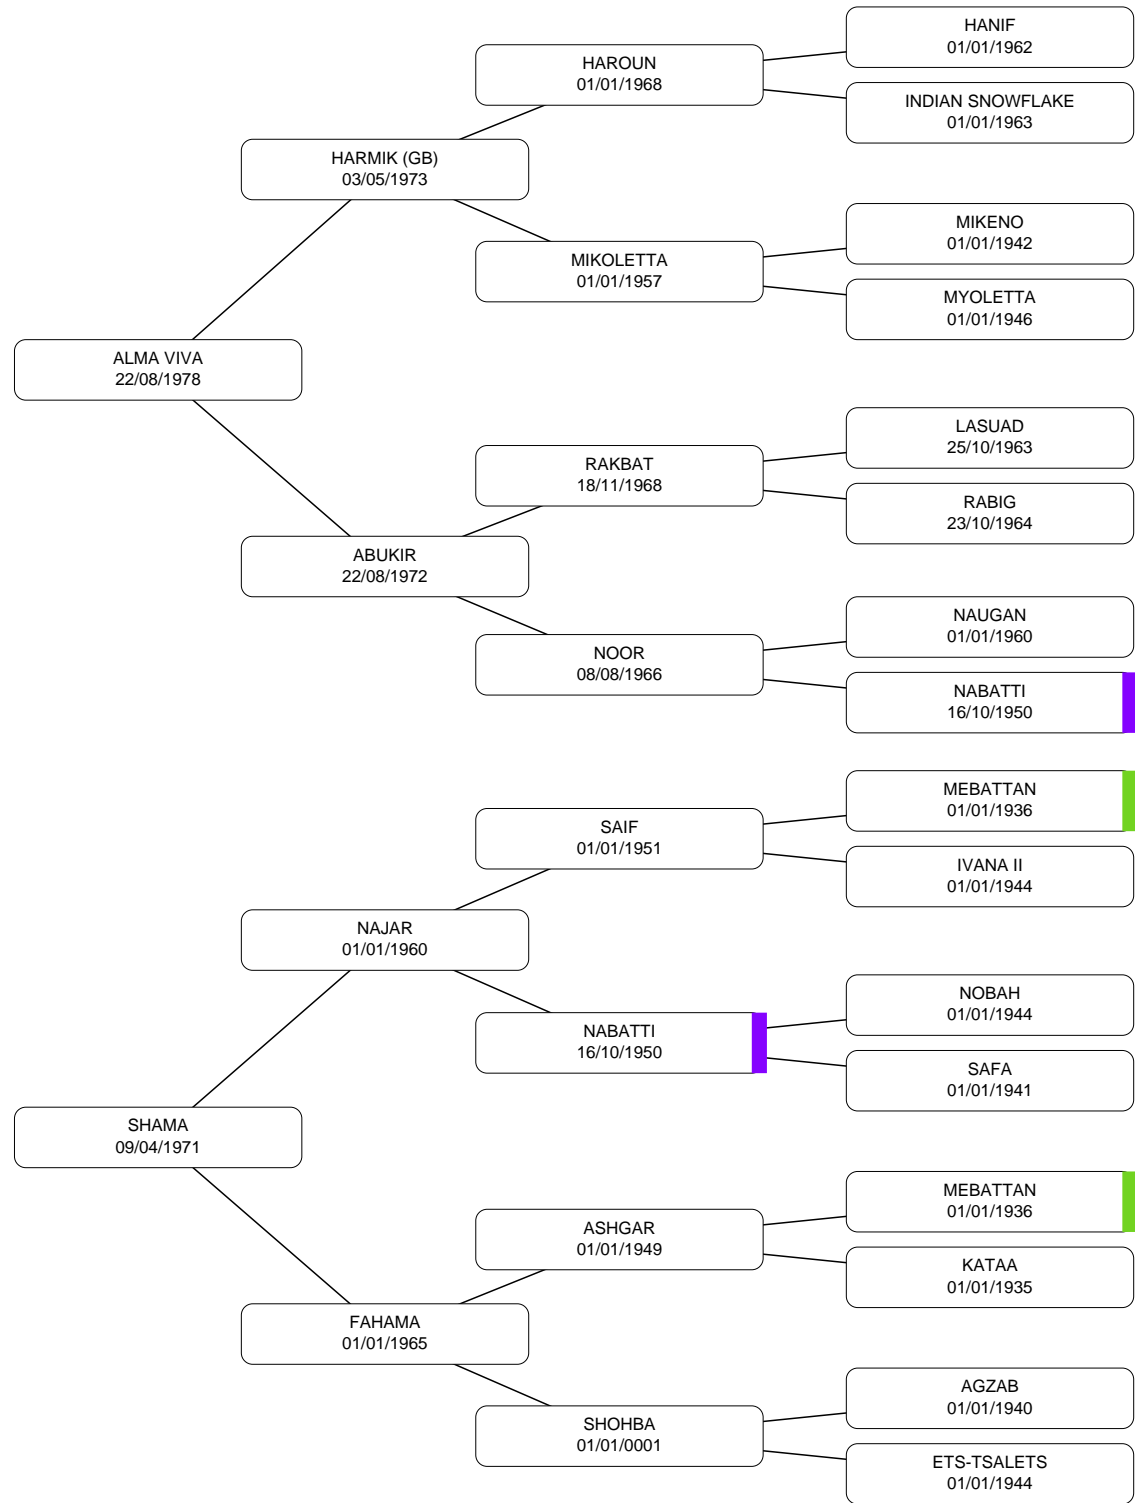 HANIF
01/01/1962
HAROUN
01/01/1968
INDIAN SNOWFLAKE
01/01/1963
HARMIK (GB)
03/05/1973
MIKENO
01/01/1942
MIKOLETTA
01/01/1957
MYOLETTA
01/01/1946
ALMA VIVA
22/08/1978
LASUAD
25/10/1963
RAKBAT
18/11/1968
RABIG
23/10/1964
ABUKIR
22/08/1972
NAUGAN
01/01/1960
NOOR
08/08/1966
NABATTI
16/10/1950
MEBATTAN
01/01/1936
SAIF
01/01/1951
IVANA II
01/01/1944
NAJAR
01/01/1960
NOBAH
01/01/1944
NABATTI
16/10/1950
SAFA
01/01/1941
SHAMA
09/04/1971
MEBATTAN
01/01/1936
ASHGAR
01/01/1949
KATAA
01/01/1935
FAHAMA
01/01/1965
AGZAB
01/01/1940
SHOHBA
01/01/0001
ETS-TSALETS
01/01/1944